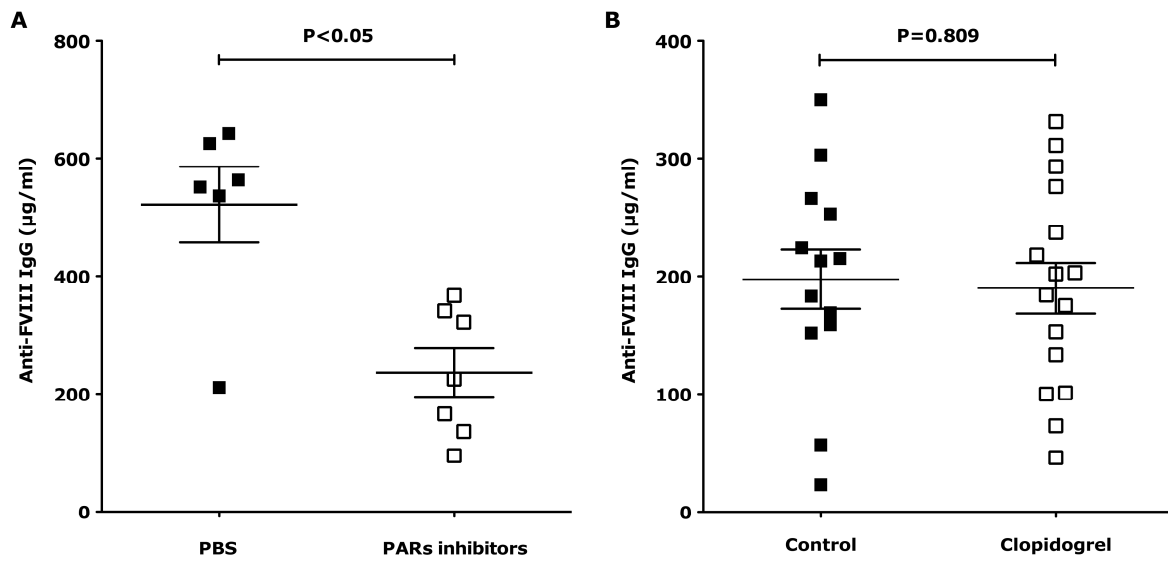 A
P<0.05
Anti-FVIII IgG (µg/ml)
800
600
400
200
0
PBS
PARs inhibitors
B
P=0.809
Anti-FVIII IgG (µg/ml)
400
300
200
100
0
Control
Clopidogrel